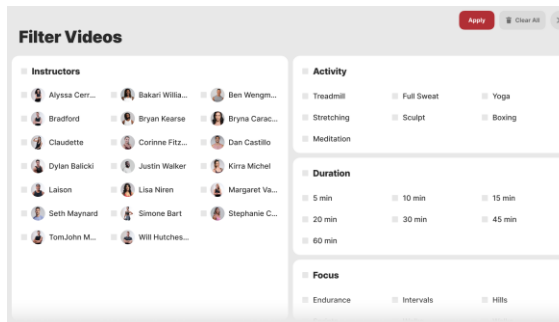 Apply
Clear All
Filter Videos
Instructors
Alyssa Cerr...
Bakari Willia...
Ben Wengm...
Bradford
Bryan Kearse
Bryna Carac...
Claudette
Corinne Fitz...
Dan Castillo
Dylan Balicki
Justin Walker
Kirra Michel
Laison
Lisa Niren
Margaret Va...
Seth Maynard
Simone Bart
Stephanie C...
TomJohn M...
Will Hutches...
Activity
Treadmill
Full Sweat
Yoga
Stretching
Sculpt
Boxing
Meditation
Duration
5 min
10 min
15 min
20 min
30 min
45 min
60 min
Focus
Endurance
Intervals
Hills